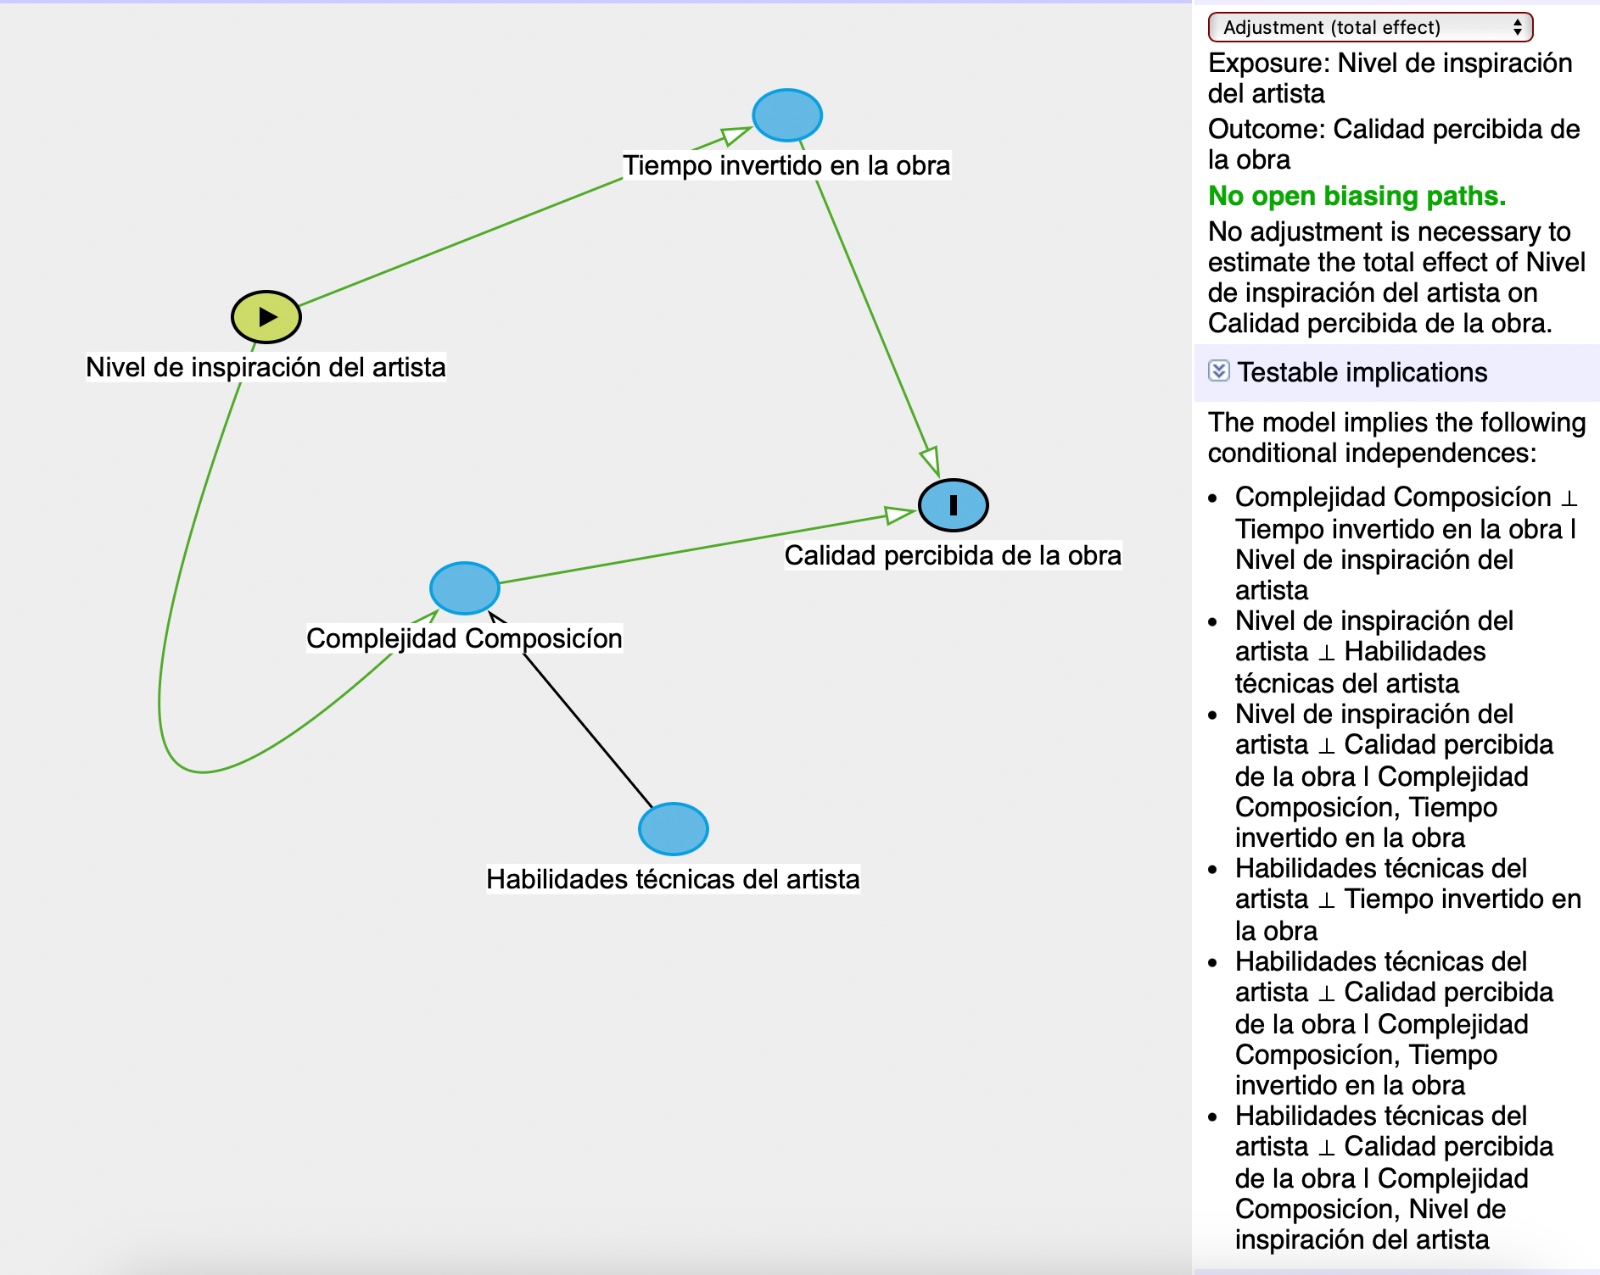 Tiempo invertido en la obra
Nivel de inspiración del artista
Calidad percibida de la obra
Complejidad Composicíon
Habilidades técnicas del artista
Adjustment (total effect)
Exposure: Nivel de inspiración
del artista
Outcome: Calidad percibida de
la obra
No open biasing paths.
No adjustment is necessary to
estimate the total effect of Nivel
de inspiración del artista on
Calidad percibida de la obra.
Testable implications
The model implies the following
conditional independences:
• Complejidad Composicíon ⊥
Tiempo invertido en la obra |
Nivel de inspiración del
artista
• Nivel de inspiración del
artista ⊥ Habilidades
técnicas del artista
• Nivel de inspiración del
artista ⊥ Calidad percibida
de la obra | Complejidad
Composicíon, Tiempo
invertido en la obra
• Habilidades técnicas del
artista ⊥ Tiempo invertido en
la obra
• Habilidades técnicas del
artista ⊥ Calidad percibida
de la obra | Complejidad
Composicíon, Tiempo
invertido en la obra
• Habilidades técnicas del
artista ⊥ Calidad percibida
de la obra | Complejidad
Composicíon, Nivel de
inspiración del artista